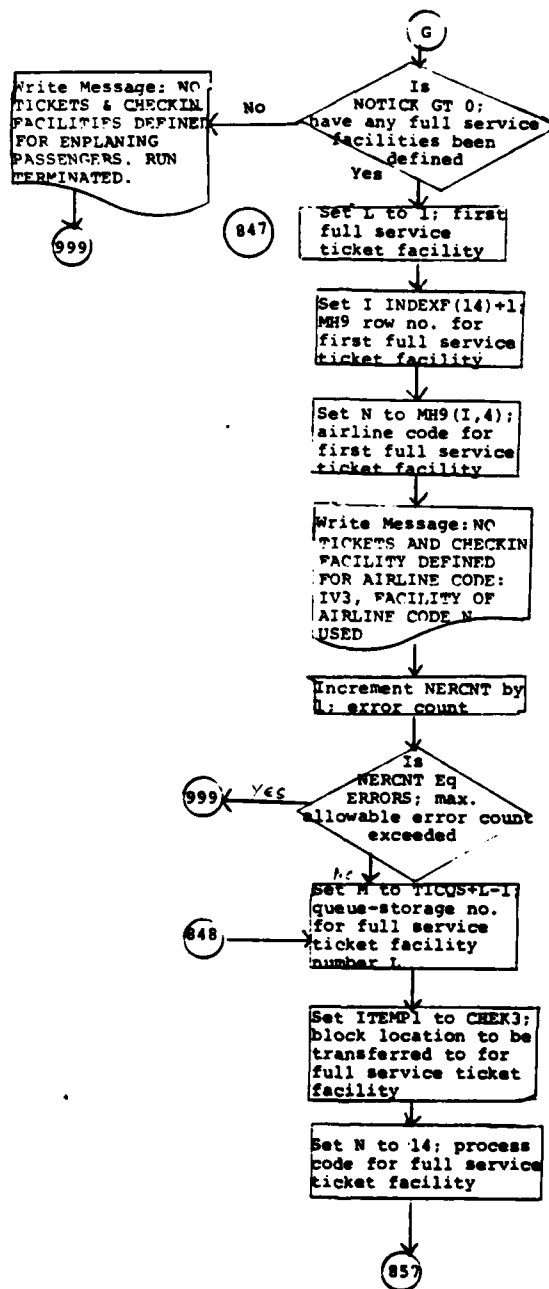 G
Is
NOTICK GT 0;
have any full service
facilities been
defined
NO
Yes
Write Message: NO
TICKETS & CHECKIN
FACILITIES DEFINED
FOR ENPLANING
PASSENGERS. RUN
TERMINATED.
999
847
Set L to 1; first
full service
ticket facility
Set I INDEXF(14)+1;
MH9 row no. for
first full service
ticket facility
Set N to MH9(I,4);
airline code for
first full service
ticket facility
Write Message:NO
TICKETS AND CHECKIN
FACILITY DEFINED
FOR AIRLINE CODE:
IV3, FACILITY OF
AIRLINE CODE N
USED
Increment NERCNT by
1; error count
Is
NERCNT Eq
ERRORS; max.
allowable error count
exceeded
YES
999
No
Set M to TICQS+L-1;
queue-storage no.
for full service
ticket facility
number L
848
Set ITEMP1 to CHEK3;
block location to be
transferred to for
full service ticket
facility
Set N to 14; process
code for full service
ticket facility
857